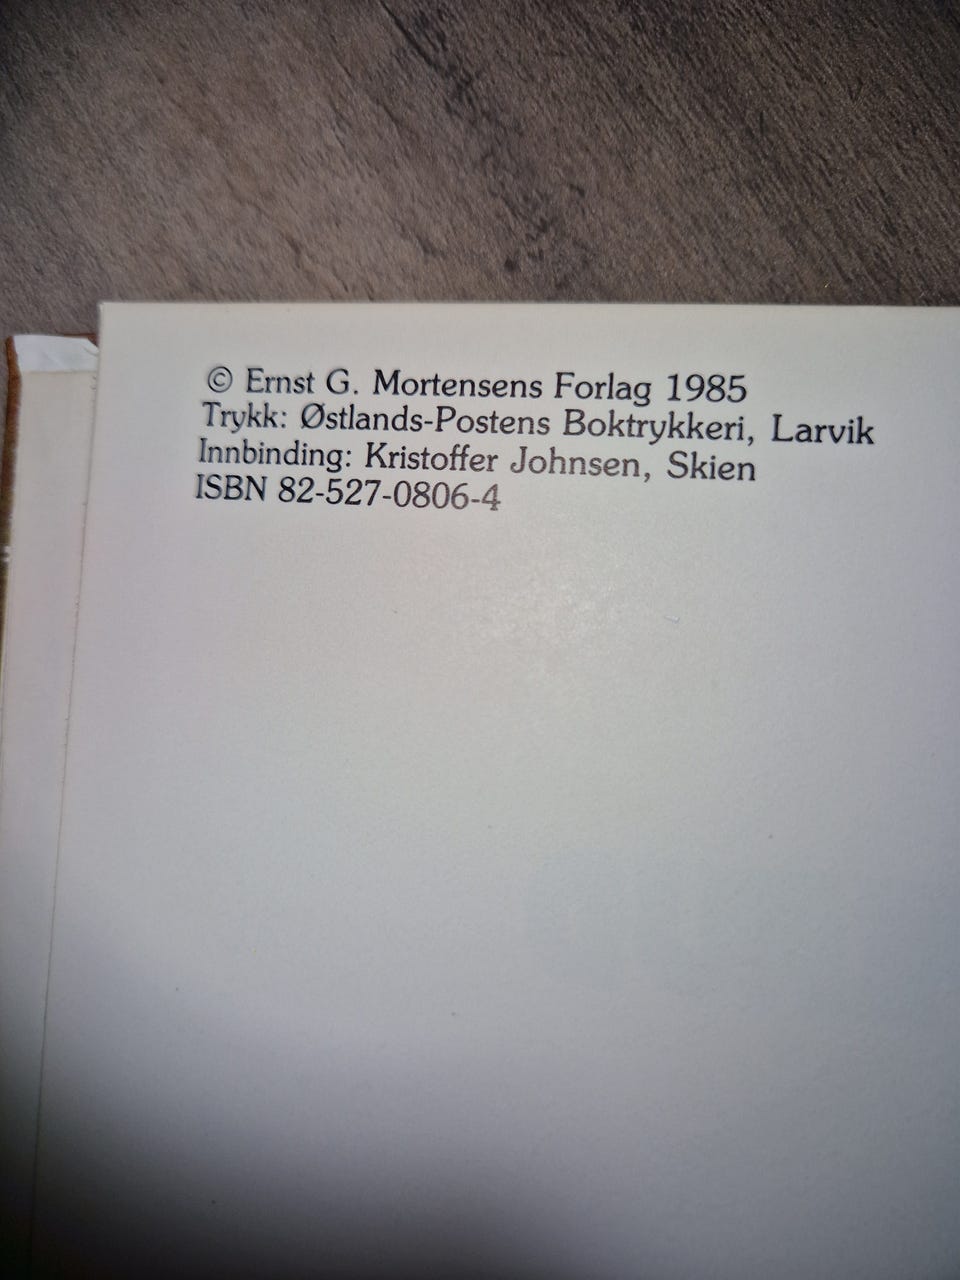 © Ernst G. Mortensens Forlag 1985
Trykk: Østlands-Postens Boktrykkeri, Larvik
Innbinding: Kristoffer Johnsen, Skien
ISBN 82-527-0806-4